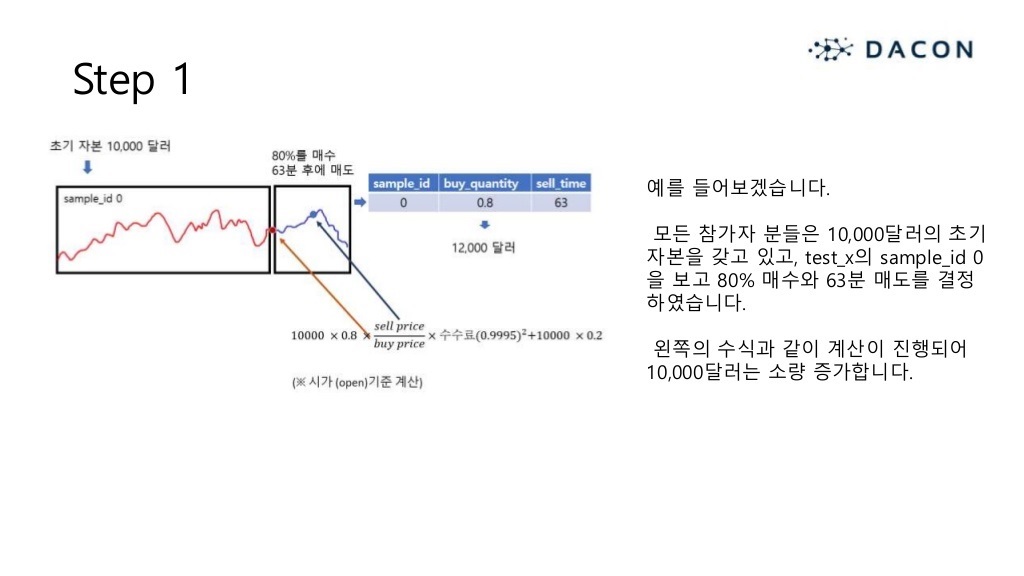 DACON
Step 1
초기 자본 10,000 달러
80%를 매수
63분 후에 매도
sample_id 0
sample_id buy_quantity sell_time
0 0.8 63
12,000 달러
10000 × 0.8 × sell price / buy price × 수수료(0.9995)²+10000 × 0.2
(※ 시가 (open)기준 계산)
예를 들어보겠습니다.
모든 참가자 분들은 10,000달러의 초기
자본을 갖고 있고, test_x의 sample_id 0
을 보고 80% 매수와 63분 매도를 결정
하였습니다.
왼쪽의 수식과 같이 계산이 진행되어
10,000달러는 소량 증가합니다.